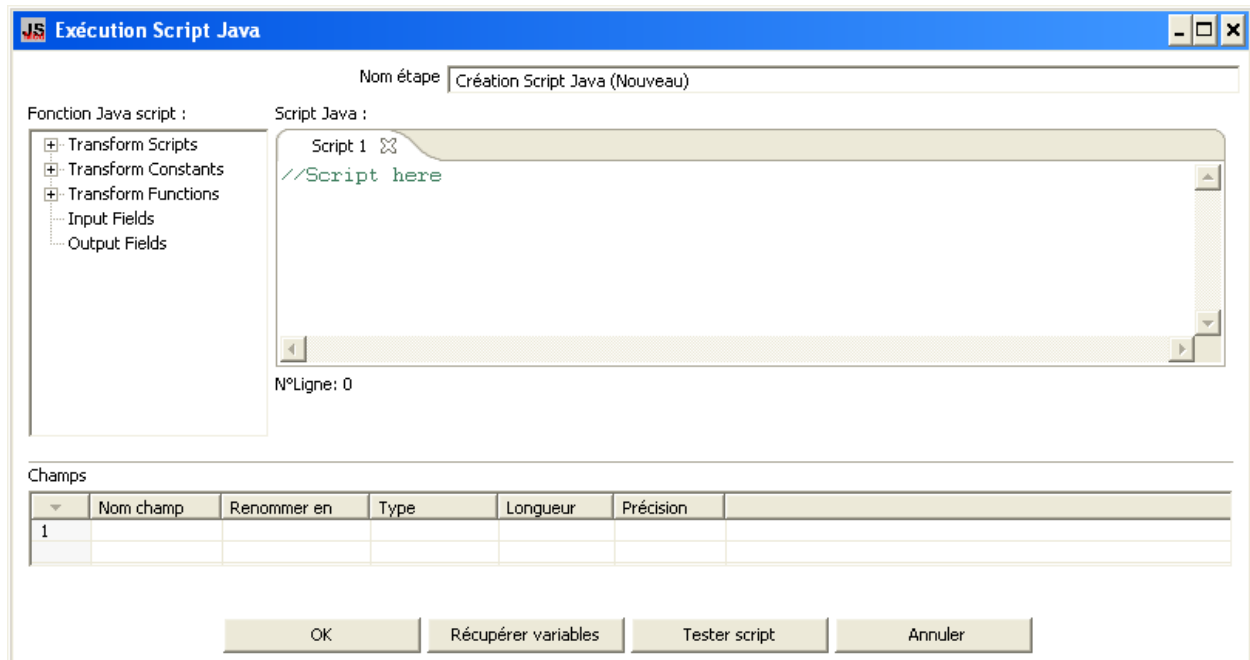 JS Exécution Script Java
Nom étape Création Script Java (Nouveau)
Fonction Java script : Script Java :
Transform Scripts
Transform Constants
Transform Functions
Input Fields
Output Fields
Script 1
//Script here
N°Ligne: 0
Champs
Nom champ Renommer en Type Longueur Précision
1
OK Récupérer variables Tester script Annuler